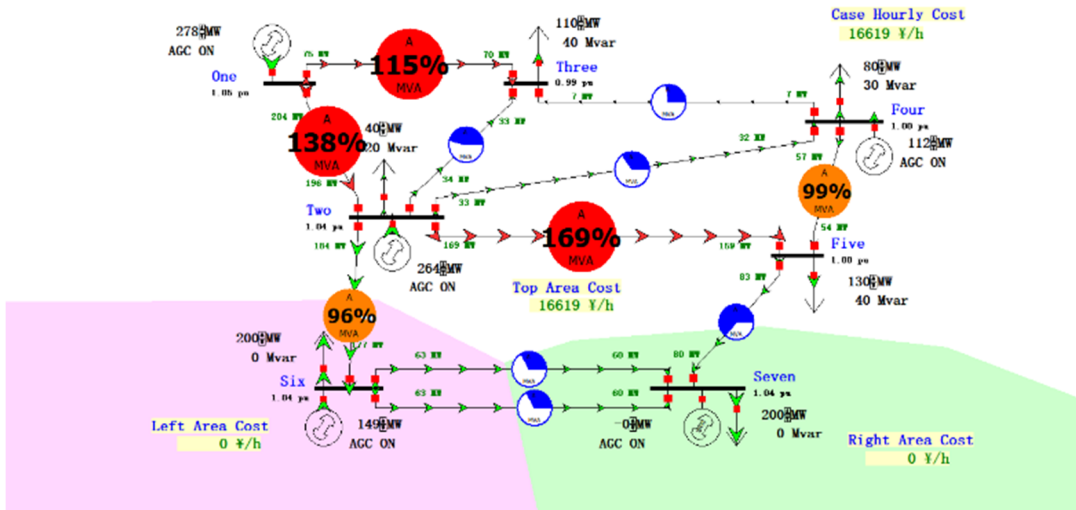 278 MW
AGC ON
One
1.05 pu
75 MW
A
115%
MVA
70 MW
110 MW
40 Mvar
Three
0.99 pu
Case Hourly Cost
16619 ¥/h
80 MW
30 Mvar
Four
1.00 pu
112 MW
AGC ON
7 MW
7 MW
204 MW
A
138%
MVA
196 MW
40 MW
20 Mvar
33 MW
34 MW
32 MW
33 MW
57 MW
A
99%
MVA
54 MW
Two
1.04 pu
184 MW
264 MW
AGC ON
169 MW
A
169%
MVA
159 MW
Five
1.00 pu
130 MW
40 Mvar
83 MW
80 MW
Top Area Cost
16619 ¥/h
A
96%
MVA
200 MW
0 Mvar
Six
1.04 pu
149 MW
AGC ON
63 MW
60 MW
63 MW
60 MW
Seven
1.04 pu
-0 MW
AGC ON
200 MW
0 Mvar
Left Area Cost
0 ¥/h
Right Area Cost
0 ¥/h